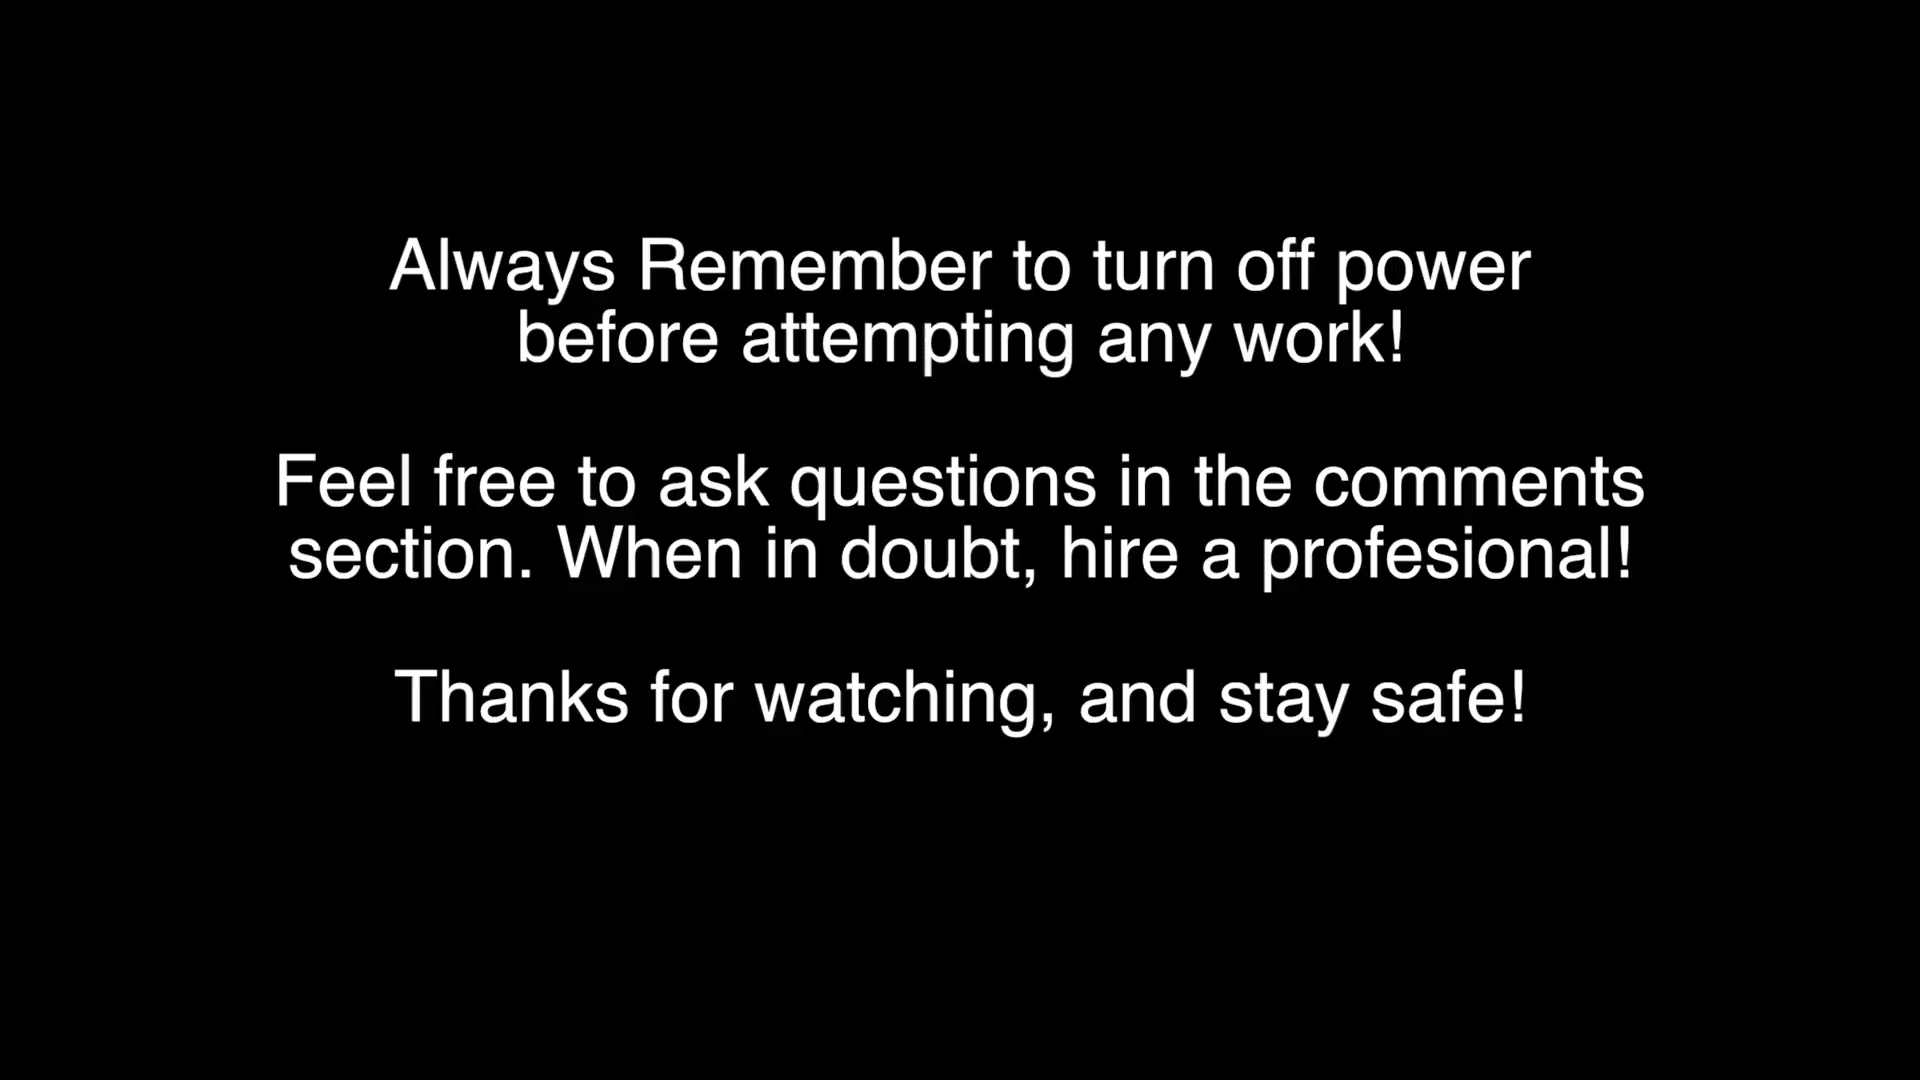 Always Remember to turn off power
before attempting any work!
Feel free to ask questions in the comments
section. When in doubt, hire a profesional!
Thanks for watching, and stay safe!